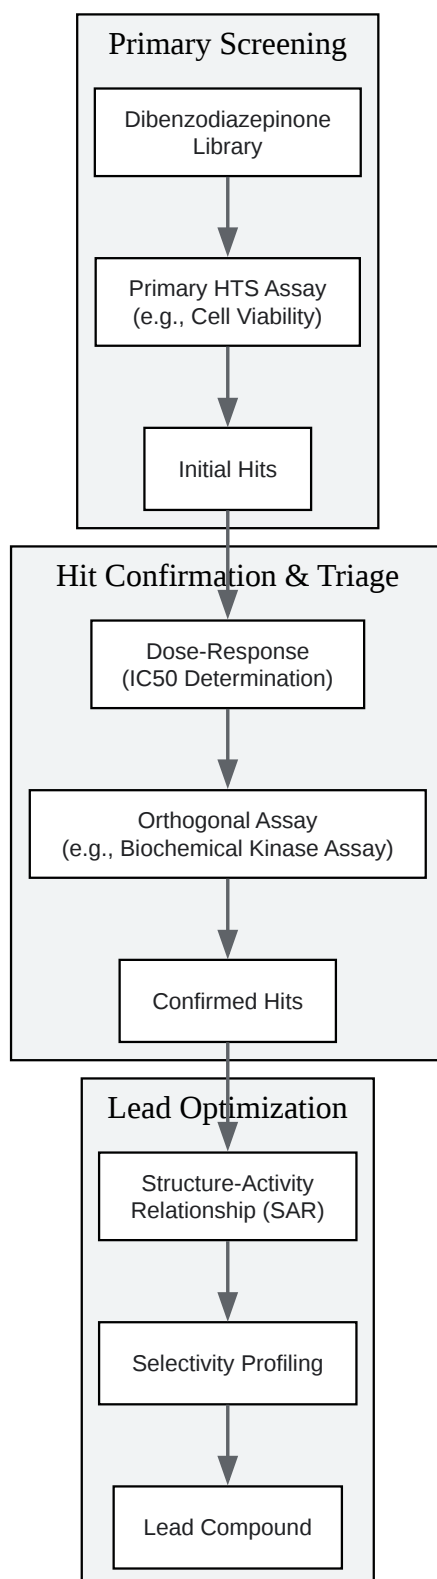 Primary Screening
Dibenzodiazepinone
Library
Primary HTS Assay
(e.g., Cell Viability)
Initial Hits
Hit Confirmation & Triage
Dose-Response
(IC50 Determination)
Orthogonal Assay
(e.g., Biochemical Kinase Assay)
Confirmed Hits
Lead Optimization
Structure-Activity
Relationship (SAR)
Selectivity Profiling
Lead Compound